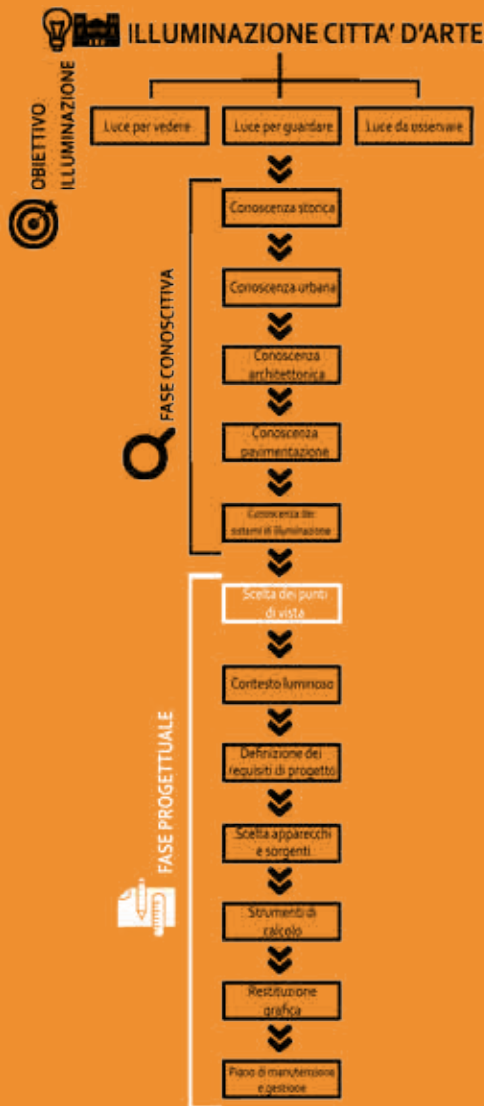 ILLUMINAZIONE CITTA' D'ARTE
OBIETTIVO
ILLUMINAZIONE
Luce per vedere
Luce per guardare
Luce da osservare
FASE CONOSCITIVA
Conoscenza storica
Conoscenza urbana
Conoscenza
architettonica
Conoscenza
pavimentazione
Conoscenza dei
sistemi di illuminazione
FASE PROGETTUALE
Scelta dei punti
di vista
Contesto luminoso
Definizione dei
requisiti di progetto
Scelta apparecchi
e sorgenti
Strumenti di
calcolo
Restituzione
grafica
Piano di manutenzione
e gestione